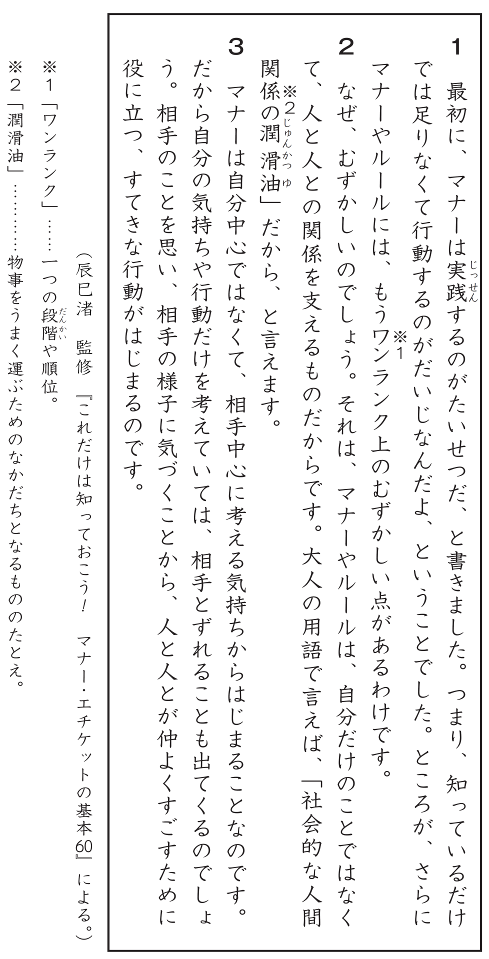 1 最初に、マナーは実践するのがたいせつだ、と書きました。つまり、知っているだけ
では足りなくて行動するのがだいじなんだよ、ということでした。ところが、さらに
マナーやルールには、もうワンランク※1上のむずかしい点があるわけです。
2 なぜ、むずかしいのでしょう。それは、マナーやルールは、自分だけのことではなく
て、人と人との関係を支えるものだからです。大人の用語で言えば、「社会的な人間
関係の※2潤滑油」だから、と言えます。
3 マナーは自分中心ではなくて、相手中心に考える気持ちからはじまることなのです。
だから自分の気持ちや行動だけを考えていては、相手とずれることも出てくるのでしょ
う。相手のことを思い、相手の様子に気づくことから、人と人とが仲よくすごすために
役に立つ、すてきな行動がはじまるのです。
（辰巳渚 監修 『これだけは知っておこう！ マナー・エチケットの基本60』による。）
※1「ワンランク」……一つの段階や順位。
※2「潤滑油」…………物事をうまく運ぶためのなかだちとなるもののたとえ。